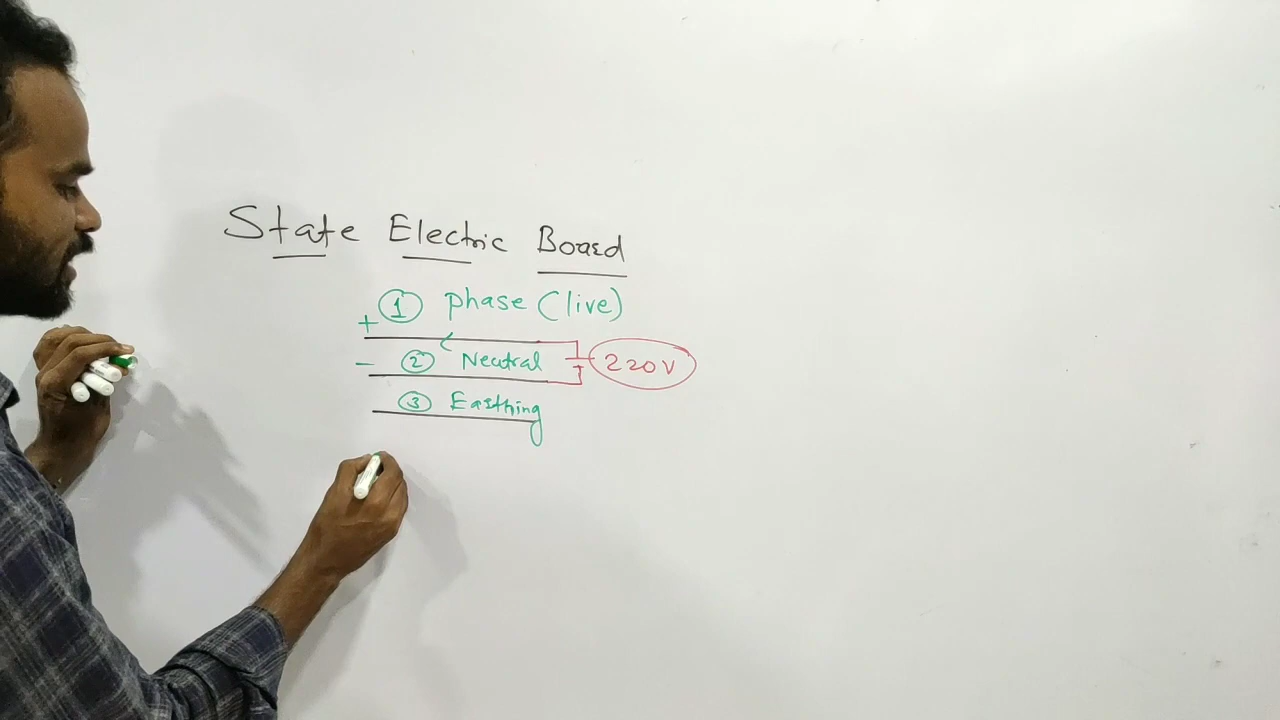 State Electric Board
① phase (live)
+
- ② Neutral
220V
③ Earthing